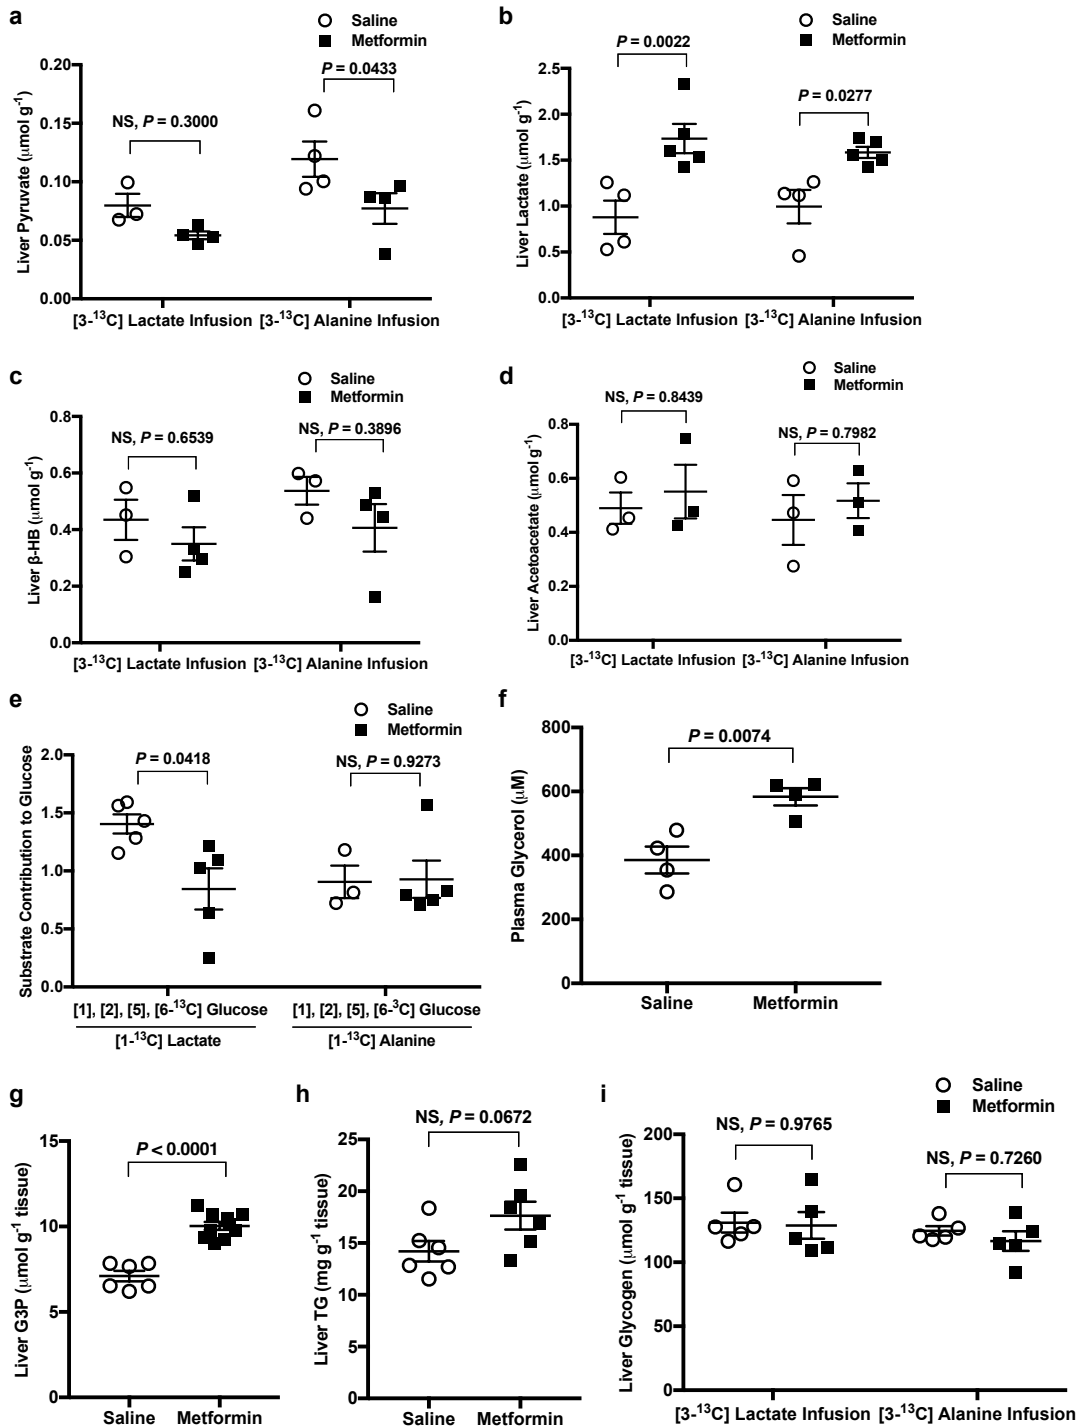 a
Saline
Metformin
P = 0.0433
NS, P = 0.3000
Liver Pyruvate (μmol g⁻¹)
0.20
0.15
0.10
0.05
0.00
[3-¹³C] Lactate Infusion [3-¹³C] Alanine Infusion
b
Saline
Metformin
P = 0.0022
P = 0.0277
Liver Lactate (μmol g⁻¹)
2.5
2.0
1.5
1.0
0.5
0.0
[3-¹³C] Lactate Infusion [3-¹³C] Alanine Infusion
c
Saline
Metformin
NS, P = 0.6539
NS, P = 0.3896
Liver β-HB (μmol g⁻¹)
0.8
0.6
0.4
0.2
0.0
[3-¹³C] Lactate Infusion [3-¹³C] Alanine Infusion
d
Saline
Metformin
NS, P = 0.8439
NS, P = 0.7982
Liver Acetoacetate (μmol g⁻¹)
0.8
0.6
0.4
0.2
0.0
[3-¹³C] Lactate Infusion [3-¹³C] Alanine Infusion
e
Saline
Metformin
P = 0.0418
NS, P = 0.9273
Substrate Contribution to Glucose
2.0
1.5
1.0
0.5
0.0
[1], [2], [5], [6-¹³C] Glucose
[1-¹³C] Lactate
[1], [2], [5], [6-³C] Glucose
[1-¹³C] Alanine
f
P = 0.0074
Plasma Glycerol (μM)
800
600
400
200
0
Saline Metformin
g
P < 0.0001
Liver G3P (μmol g⁻¹ tissue)
15
10
5
0
Saline Metformin
h
NS, P = 0.0672
Liver TG (mg g⁻¹ tissue)
25
20
15
10
5
0
Saline Metformin
i
Saline
Metformin
NS, P = 0.9765
NS, P = 0.7260
Liver Glycogen (μmol g⁻¹ tissue)
200
150
100
50
0
[3-¹³C] Lactate Infusion [3-¹³C] Alanine Infusion